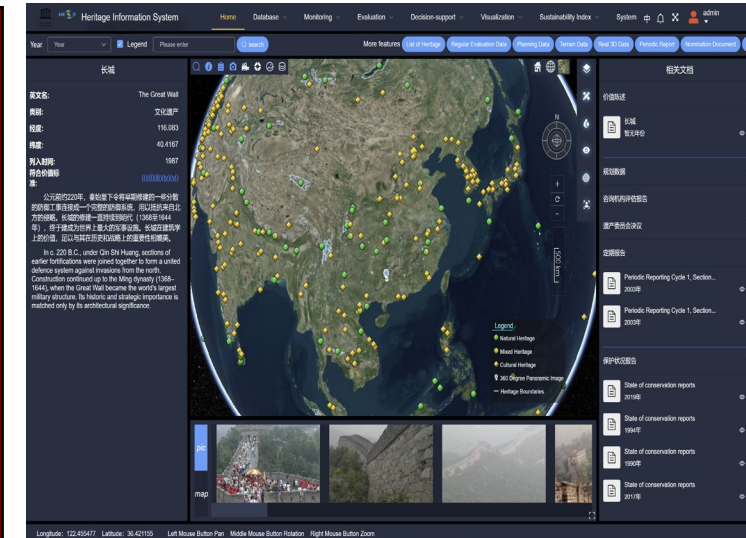 Heritage Information System
Home Database Monitoring Evaluation Decision-support Visualization Sustainability Index System 中 admin
Year Year Legend Please enter search More features List of Heritage Regular Evaluation Data Planning Data Terrain Data Real 3D Data Periodic Report Nomination Document
长城
英文名: The Great Wall
类别: 文化遗产
经度: 116.083
纬度: 40.4167
列入时间: 1987
符合价值标
准:
公元前约220年，秦始皇下令将早期修建的一些分散
的防御工事连接成一个完整的防御系统，用以抵抗来自北
方的侵略。长城的修建一直持续到明代（1368至1644
年），终于建成为世界上最大的军事设施。长城在建筑学
上的价值，足以与其在历史和战略上的重要性相媲美。
In c. 220 B.C., under Qin Shi Huang, sections of
earlier fortifications were joined together to form a united
defence system against invasions from the north.
Construction continued up to the Ming dynasty (1368–
1644), when the Great Wall became the world's largest
military structure. Its historic and strategic importance is
matched only by its architectural significance.
N
500 km
Legend
Natural Heritage
Mixed Heritage
Cultural Heritage
360 Degree Panoramic Image
Heritage Boundaries
pic
map
相关文档
价值陈述
长城
暂无年份
规划数据
咨询机构评估报告
遗产委员会决议
定期报告
Periodic Reporting Cycle 1, Section...
2003年
Periodic Reporting Cycle 1, Section...
2003年
保护状况报告
State of conservation reports
2019年
State of conservation reports
1994年
State of conservation reports
1990年
State of conservation reports
2017年
Longitude: 122.455477 Latitude: 36.421155 Left Mouse Button Pan Middle Mouse Button Rotation Right Mouse Button Zoom